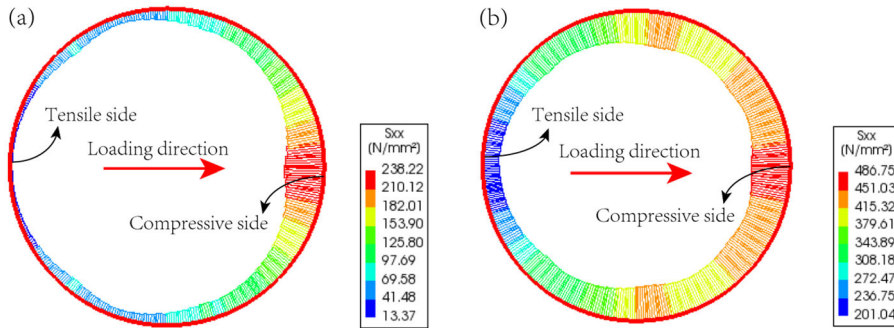 (a)
Tensile side
Loading direction
Compressive side
Sxx
(N/mm²)
238.22
210.12
182.01
153.90
125.80
97.69
69.58
41.48
13.37
(b)
Tensile side
Loading direction
Compressive side
Sxx
(N/mm²)
486.75
451.03
415.32
379.61
343.89
308.18
272.47
236.75
201.04